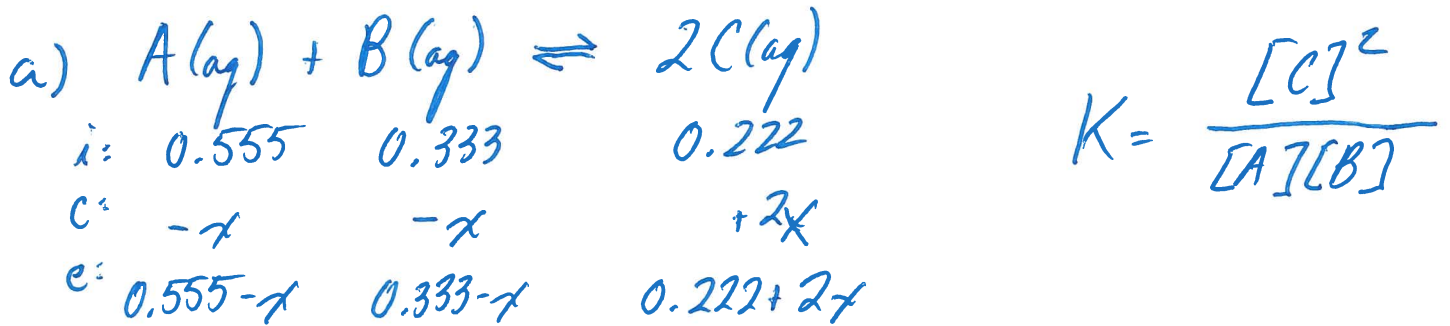 a) A(aq) + B(aq) ⇌ 2C(aq)
K = [C]² / [A][B]
i: 0.555 0.333 0.222
c: -x -x +2x
e: 0.555-x 0.333-x 0.222+2x